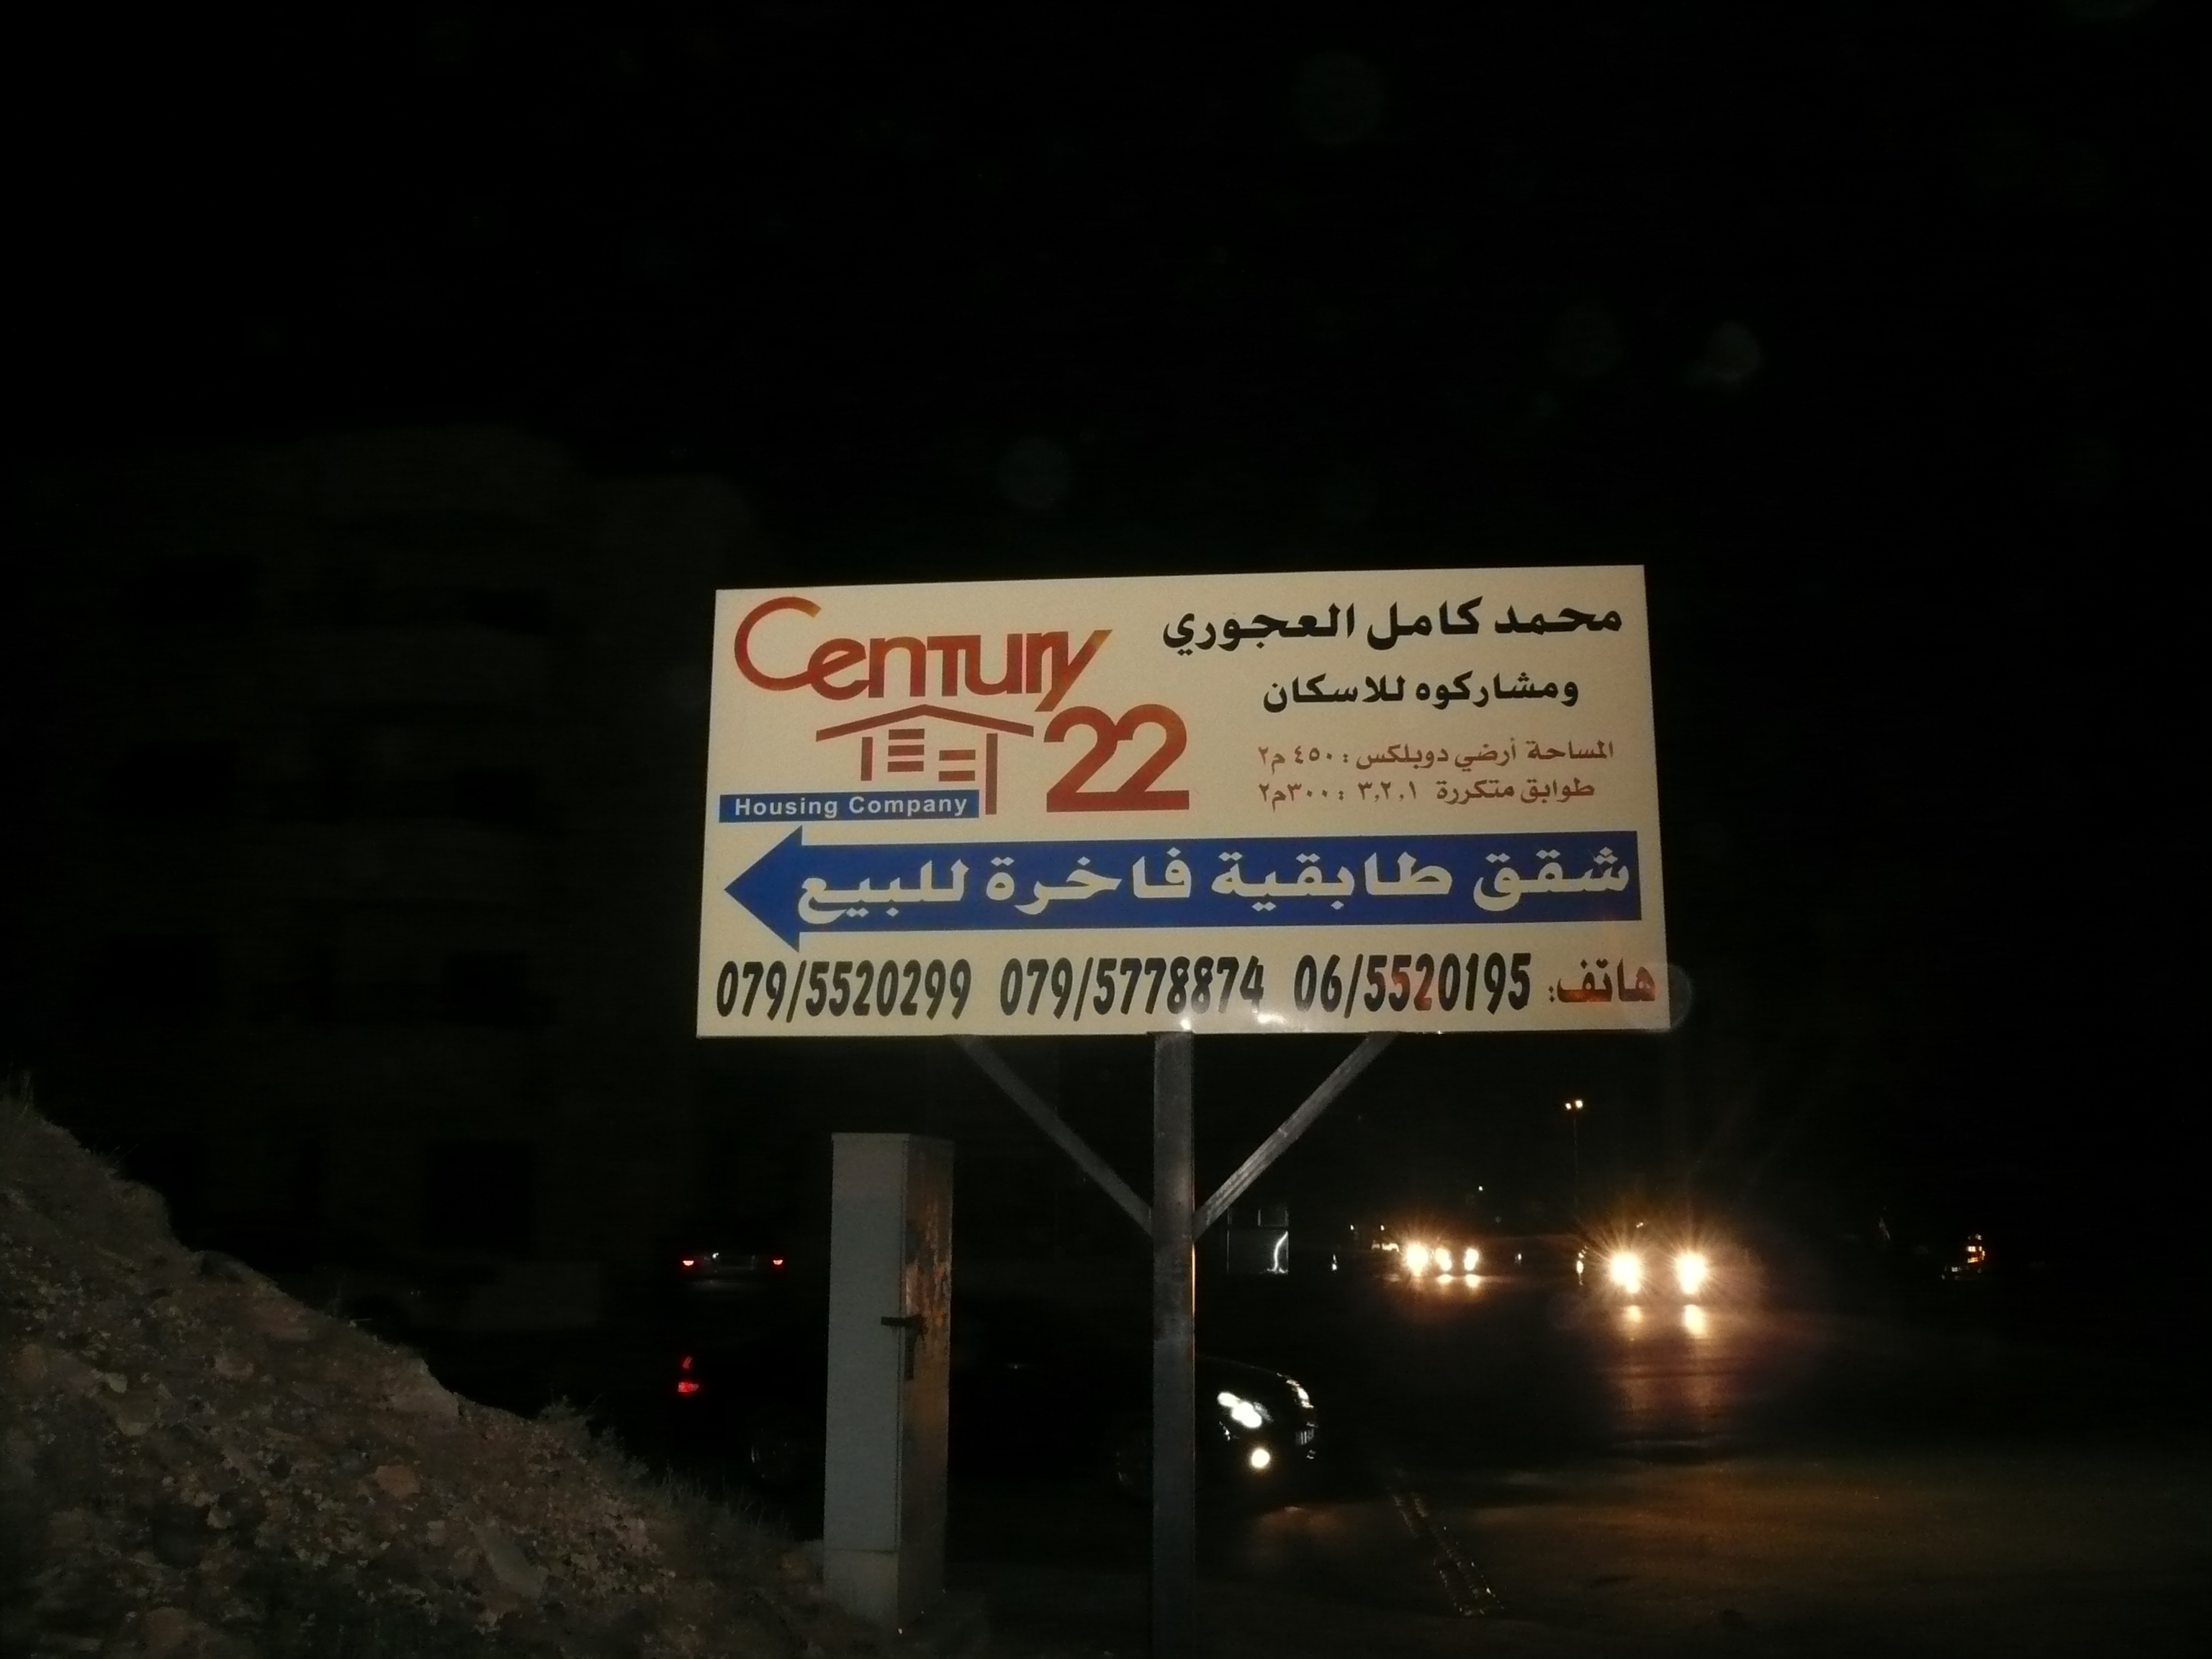 Century
22
Housing Company
محمد كامل العجوري
ومشاركوه للاسكان
المساحة أرضي دوبلكس : ٤٥٠ م٢
طوابق متكررة ٣,٢,١ : ٣٠٠م٢
شقق طابقية فاخرة للبيع
هاتف: 06/5520195 079/5778874 079/5520299